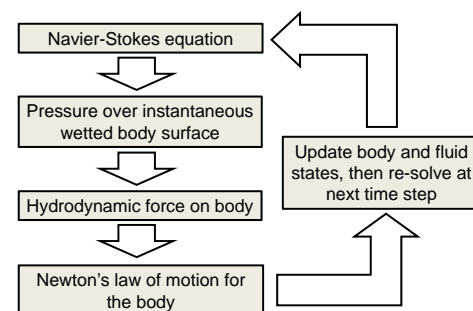 Navier-Stokes equation
Pressure over instantaneous
wetted body surface
Hydrodynamic force on body
Newton’s law of motion for
the body
Update body and fluid
states, then re-solve at
next time step